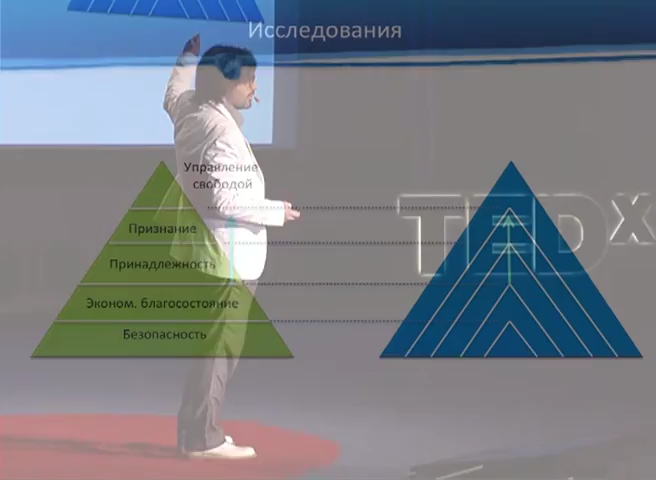 Исследования
Управление
свободой
Признание
Принадлежность
Эконом. благосостояние
Безопасность
TEDx